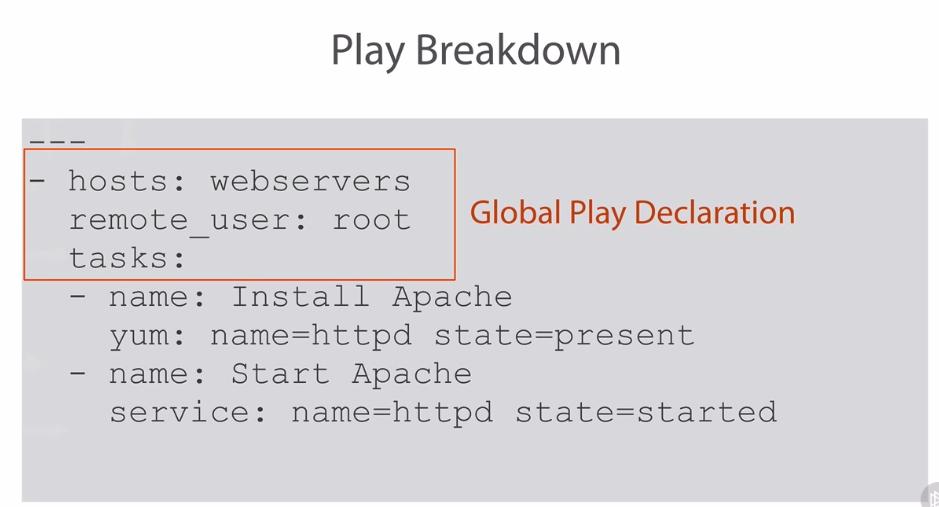 Play Breakdown
---
- hosts: webservers
remote_user: root
Global Play Declaration
tasks:
- name: Install Apache
yum: name=httpd state=present
- name: Start Apache
service: name=httpd state=started